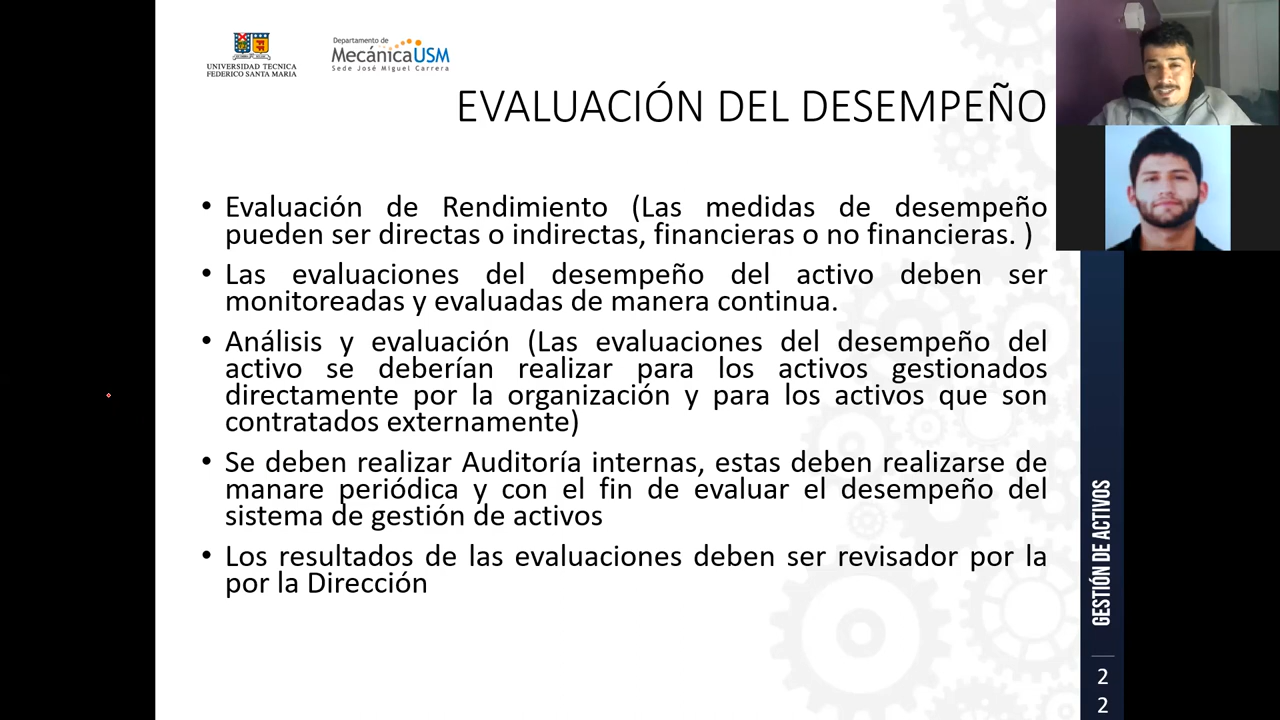 UNIVERSIDAD TECNICA
FEDERICO SANTA MARIA
Departamento de
MecánicaUSM
Sede José Miguel Carrera
EVALUACIÓN DEL DESEMPEÑO
• Evaluación de Rendimiento (Las medidas de desempeño
pueden ser directas o indirectas, financieras o no financieras. )
• Las evaluaciones del desempeño del activo deben ser
monitoreadas y evaluadas de manera continua.
• Análisis y evaluación (Las evaluaciones del desempeño del
activo se deberían realizar para los activos gestionados
directamente por la organización y para los activos que son
contratados externamente)
• Se deben realizar Auditoría internas, estas deben realizarse de
manare periódica y con el fin de evaluar el desempeño del
sistema de gestión de activos
• Los resultados de las evaluaciones deben ser revisador por la
por la Dirección
GESTIÓN DE ACTIVOS
2
2